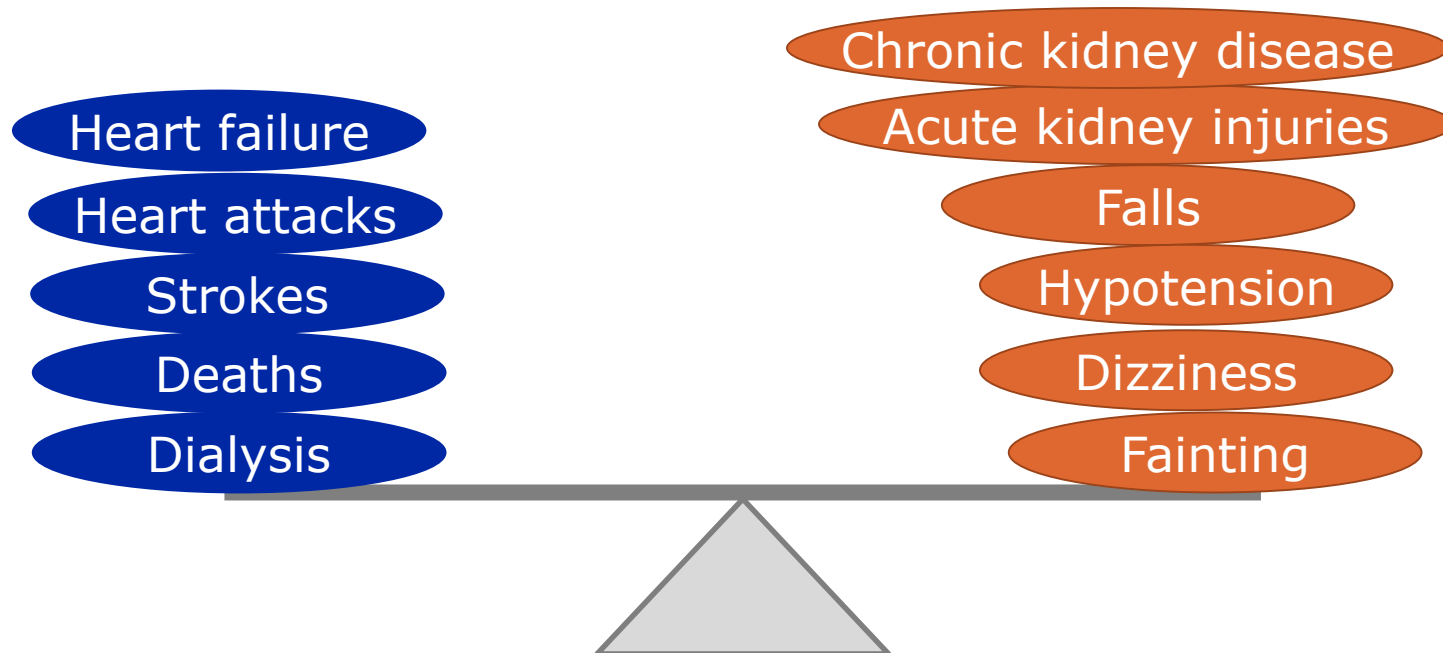 Heart failure
Heart attacks
Strokes
Deaths
Dialysis
Chronic kidney disease
Acute kidney injuries
Falls
Hypotension
Dizziness
Fainting